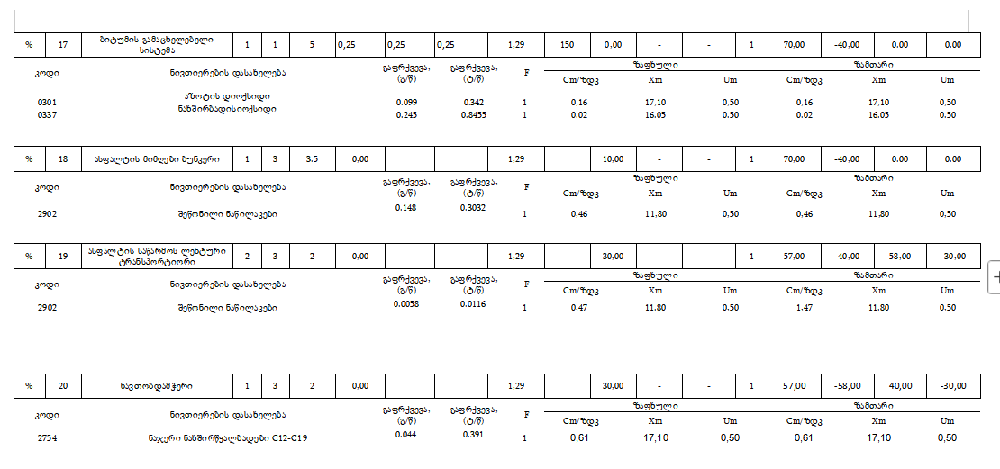 % 17 ბიტუმის გამაცხელებელი სისტემა 1 1 5 0,25 0,25 0,25 1,29 150 0,00 - - 1 70.00 -40,00 0.00 0.00
კოდი ნივთიერების დასახელება გაფრქვევა, (გ/წ) გაფრქვევა, (ტ/წ) F ზაფხული ზამთარი
Cm/ზდკ Xm Um Cm/ზდკ Xm Um
0301 აზოტის დიოქსიდი 0.099 0.342 1 0,16 17,10 0,50 0,16 17,10 0,50
0337 ნახშირბადისიოქსიდი 0.245 0.8455 1 0.02 16.05 0.50 0.02 16.05 0.50
% 18 ასფალტის მიმღები ბუნკერი 1 3 3.5 0,00 1,29 10,00 - - 1 70.00 -40,00 0.00 0.00
კოდი ნივთიერების დასახელება გაფრქვევა, (გ/წ) გაფრქვევა, (ტ/წ) F ზაფხული ზამთარი
Cm/ზდკ Xm Um Cm/ზდკ Xm Um
2902 შეწონილი ნაწილაკები 0.148 0.3032 1 0,46 11,80 0,50 0,46 11,80 0,50
% 19 ასფალტის საწარმოს ლენტური ტრანსპორტიორი 2 3 2 0,00 1,29 30,00 - - 1 57,00 -40,00 58,00 -30,00
კოდი ნივთიერების დასახელება გაფრქვევა, (გ/წ) გაფრქვევა, (ტ/წ) F ზაფხული ზამთარი
Cm/ზდკ Xm Um Cm/ზდკ Xm Um
2902 შეწონილი ნაწილაკები 0.0058 0.0116 1 0,47 11.80 0,50 1,47 11.80 0,50
% 20 ნავთობდამჭერი 1 3 2 0,00 1,29 30,00 - - 1 57,00 -58,00 40,00 -30,00
კოდი ნივთიერების დასახელება გაფრქვევა, (გ/წ) გაფრქვევა, (ტ/წ) F ზაფხული ზამთარი
Cm/ზდკ Xm Um Cm/ზდკ Xm Um
2754 ნაჯერი ნახშირწყალბადები C12-C19 0.044 0.391 1 0,61 17,10 0,50 0,61 17,10 0,50